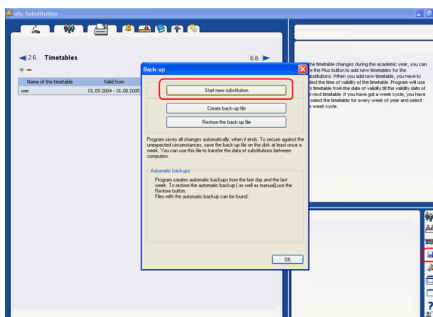 aSc Substitution
2.6. Timetables
6.6
Name of the timetable
Valid from
01.09.2004 - 31.08.2005
Back-up
Start new substitution
Create back-up file
Restore the back-up file
Program saves all changes automatically, when it ends. To secure against the
unexpected circumstances, save the back-up file on the disk at least once a
week. You can use this file to transfer the data of substitutions between
computers.
Automatic backups:
Program creates automatic backups from the last day and the last
week. To restore the automatic backup ( as well as manual),use the
Restore button.
Files with the automatic backup can be found:
OK
the timetable changes during the academic year, you can
the Plus button to add new timetables for the
When you add new timetable, you have to
the time of validity of the timetable. Program will use
timetable from the date of validity till the validity date of
next timetable. If you have got a week cycle, you have
select the timetable for every week of year and select
week cycle.